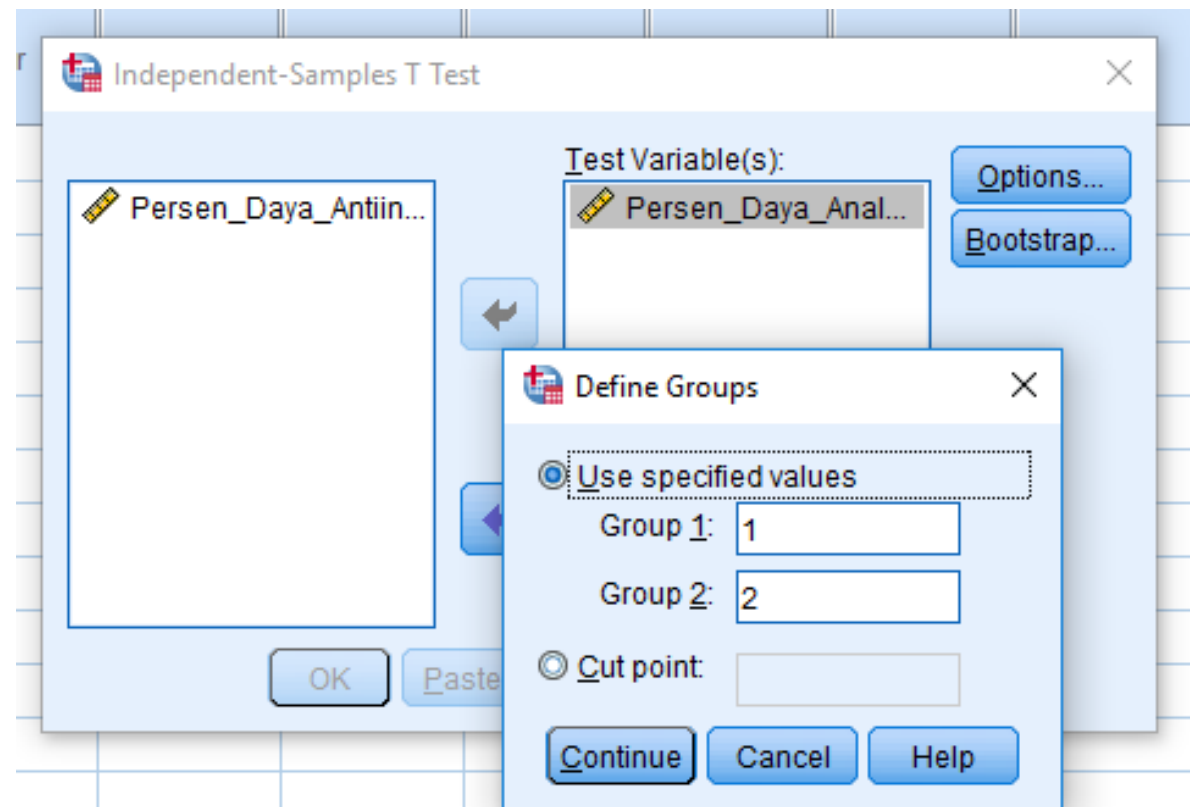 r
Independent-Samples T Test
Test Variable(s):
Persen_Daya_Antiin...
Persen_Daya_Anal...
Options...
Bootstrap...
Define Groups
Use specified values
Group 1: 1
Group 2: 2
Cut point:
OK
Paste
Continue
Cancel
Help